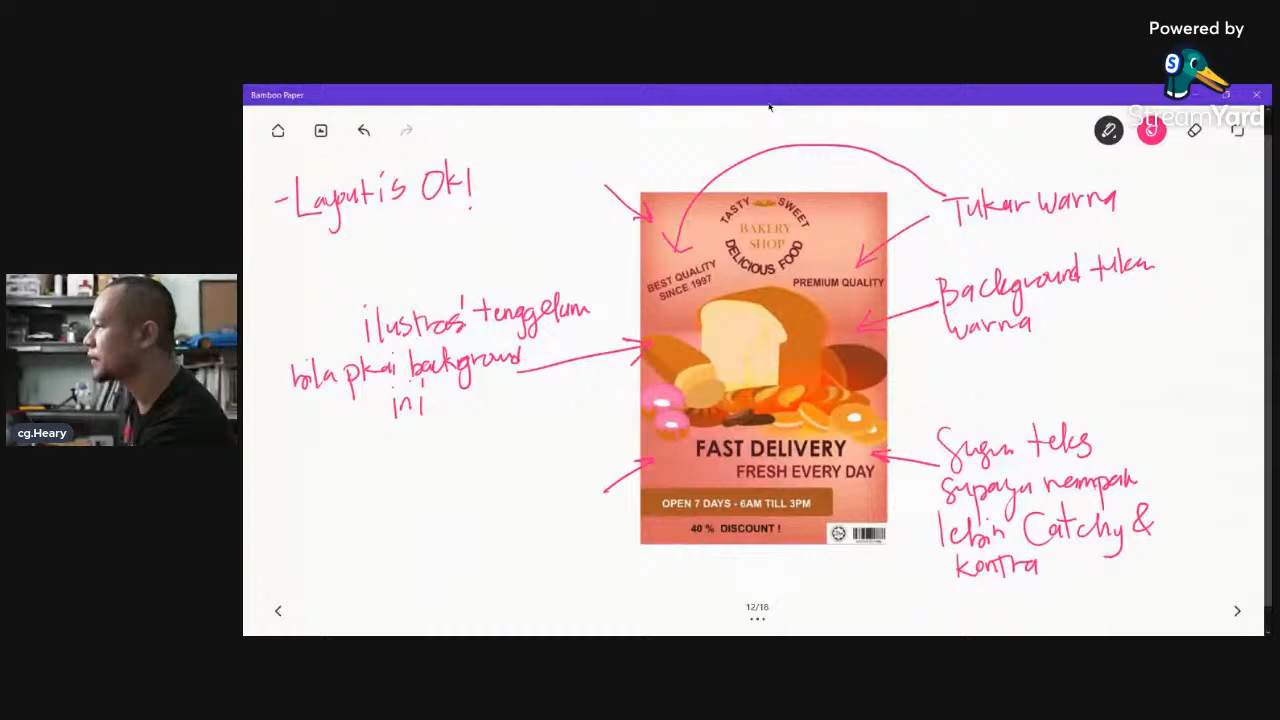 Powered by
StreamYard
Bamboo Paper
- Layout is Ok!
ilustrasi tenggelam
bila pkai background
ini
TASTY SWEET
BAKERY
SHOP
DELICIOUS FOOD
BEST QUALITY
SINCE 1997
PREMIUM QUALITY
FAST DELIVERY
FRESH EVERY DAY
OPEN 7 DAYS - 6AM TILL 3PM
40 % DISCOUNT !
Tukar warna
Background tukar
warna
Susun teks
supaya nampak
lebih Catchy &
kontra
cg.Heary
12/18